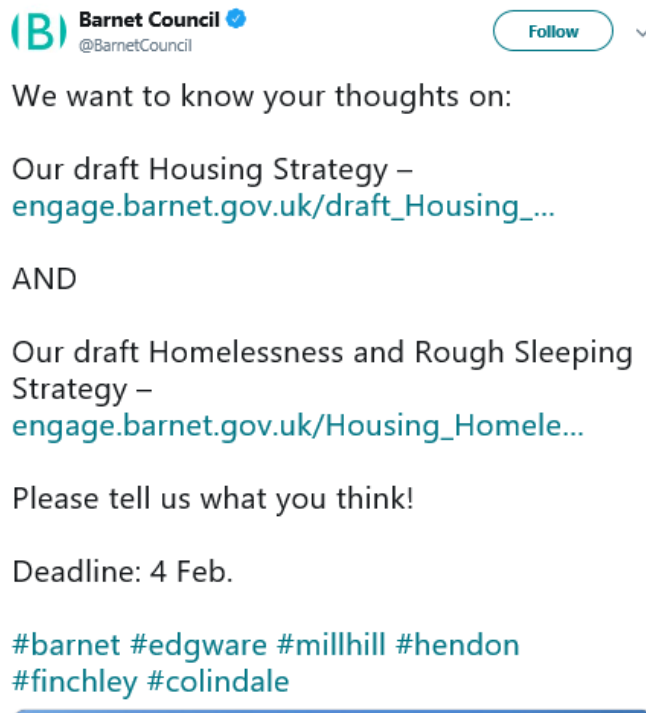 (B)
Barnet Council
@BarnetCouncil
Follow
We want to know your thoughts on:
Our draft Housing Strategy –
engage.barnet.gov.uk/draft_Housing_...
AND
Our draft Homelessness and Rough Sleeping
Strategy –
engage.barnet.gov.uk/Housing_Homele...
Please tell us what you think!
Deadline: 4 Feb.
#barnet #edgware #millhill #hendon
#finchley #colindale